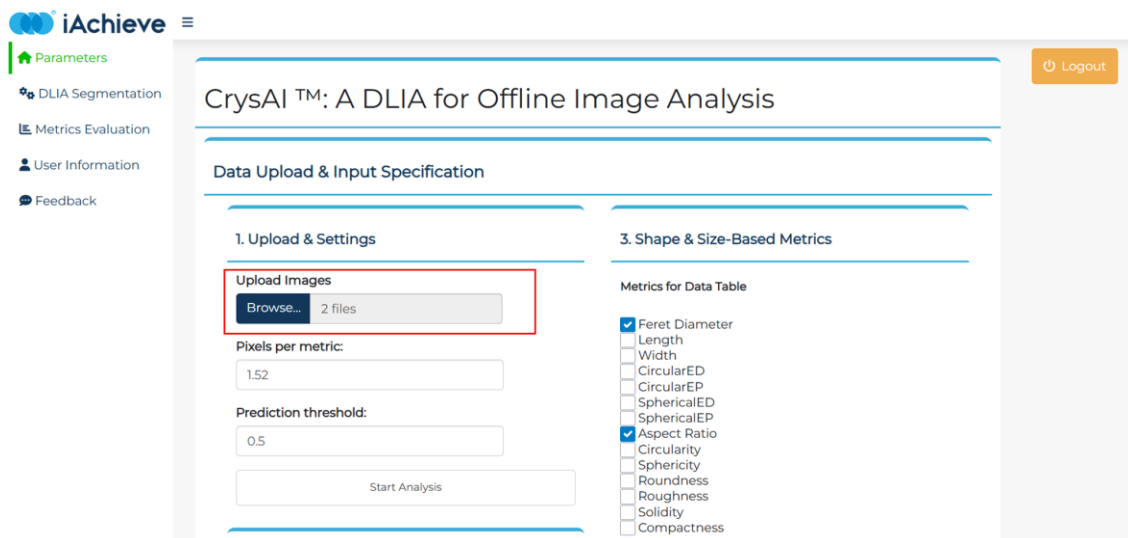 iAchieve
Parameters
DLIA Segmentation
Metrics Evaluation
User Information
Feedback
Logout
CrysAI ™: A DLIA for Offline Image Analysis
Data Upload & Input Specification
1. Upload & Settings
Upload Images
Browse... 2 files
Pixels per metric:
1.52
Prediction threshold:
0.5
Start Analysis
3. Shape & Size-Based Metrics
Metrics for Data Table
Feret Diameter
Length
Width
CircularED
CircularEP
SphericalED
SphericalEP
Aspect Ratio
Circularity
Sphericity
Roundness
Roughness
Solidity
Compactness